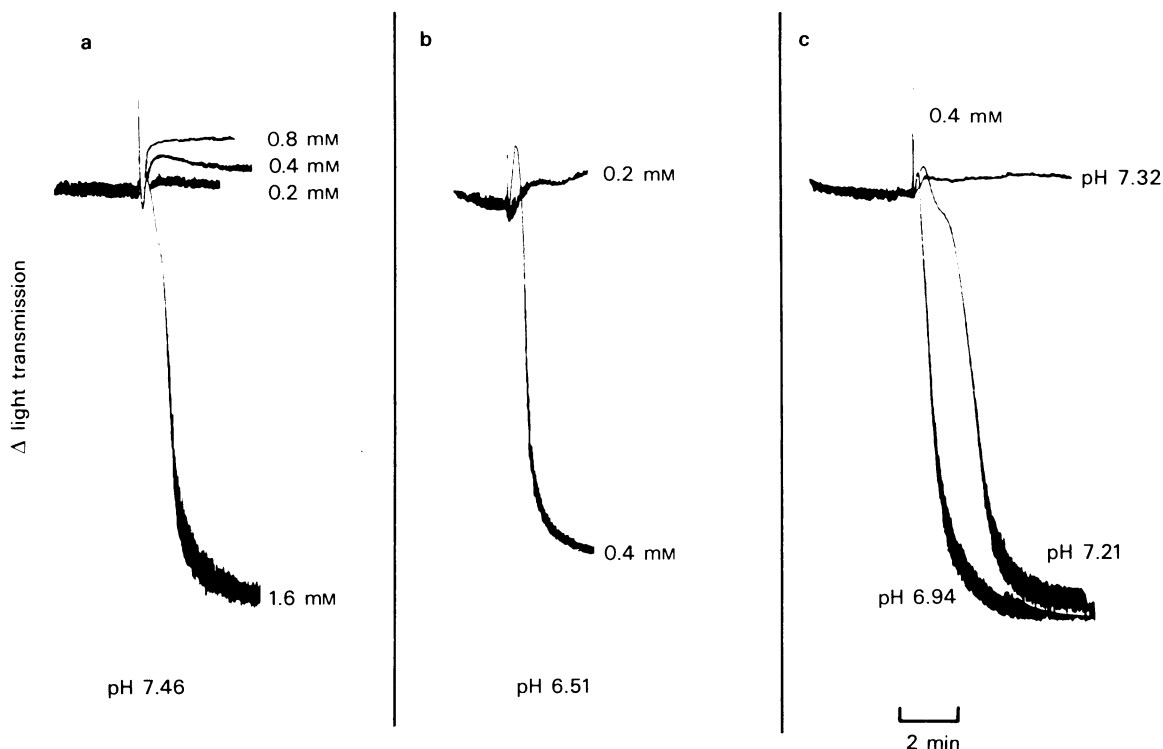 a
b
c
Δ light transmission
0.8 mM
0.4 mM
0.2 mM
1.6 mM
pH 7.46
0.2 mM
0.4 mM
pH 6.51
0.4 mM
pH 7.32
pH 7.21
pH 6.94
2 min